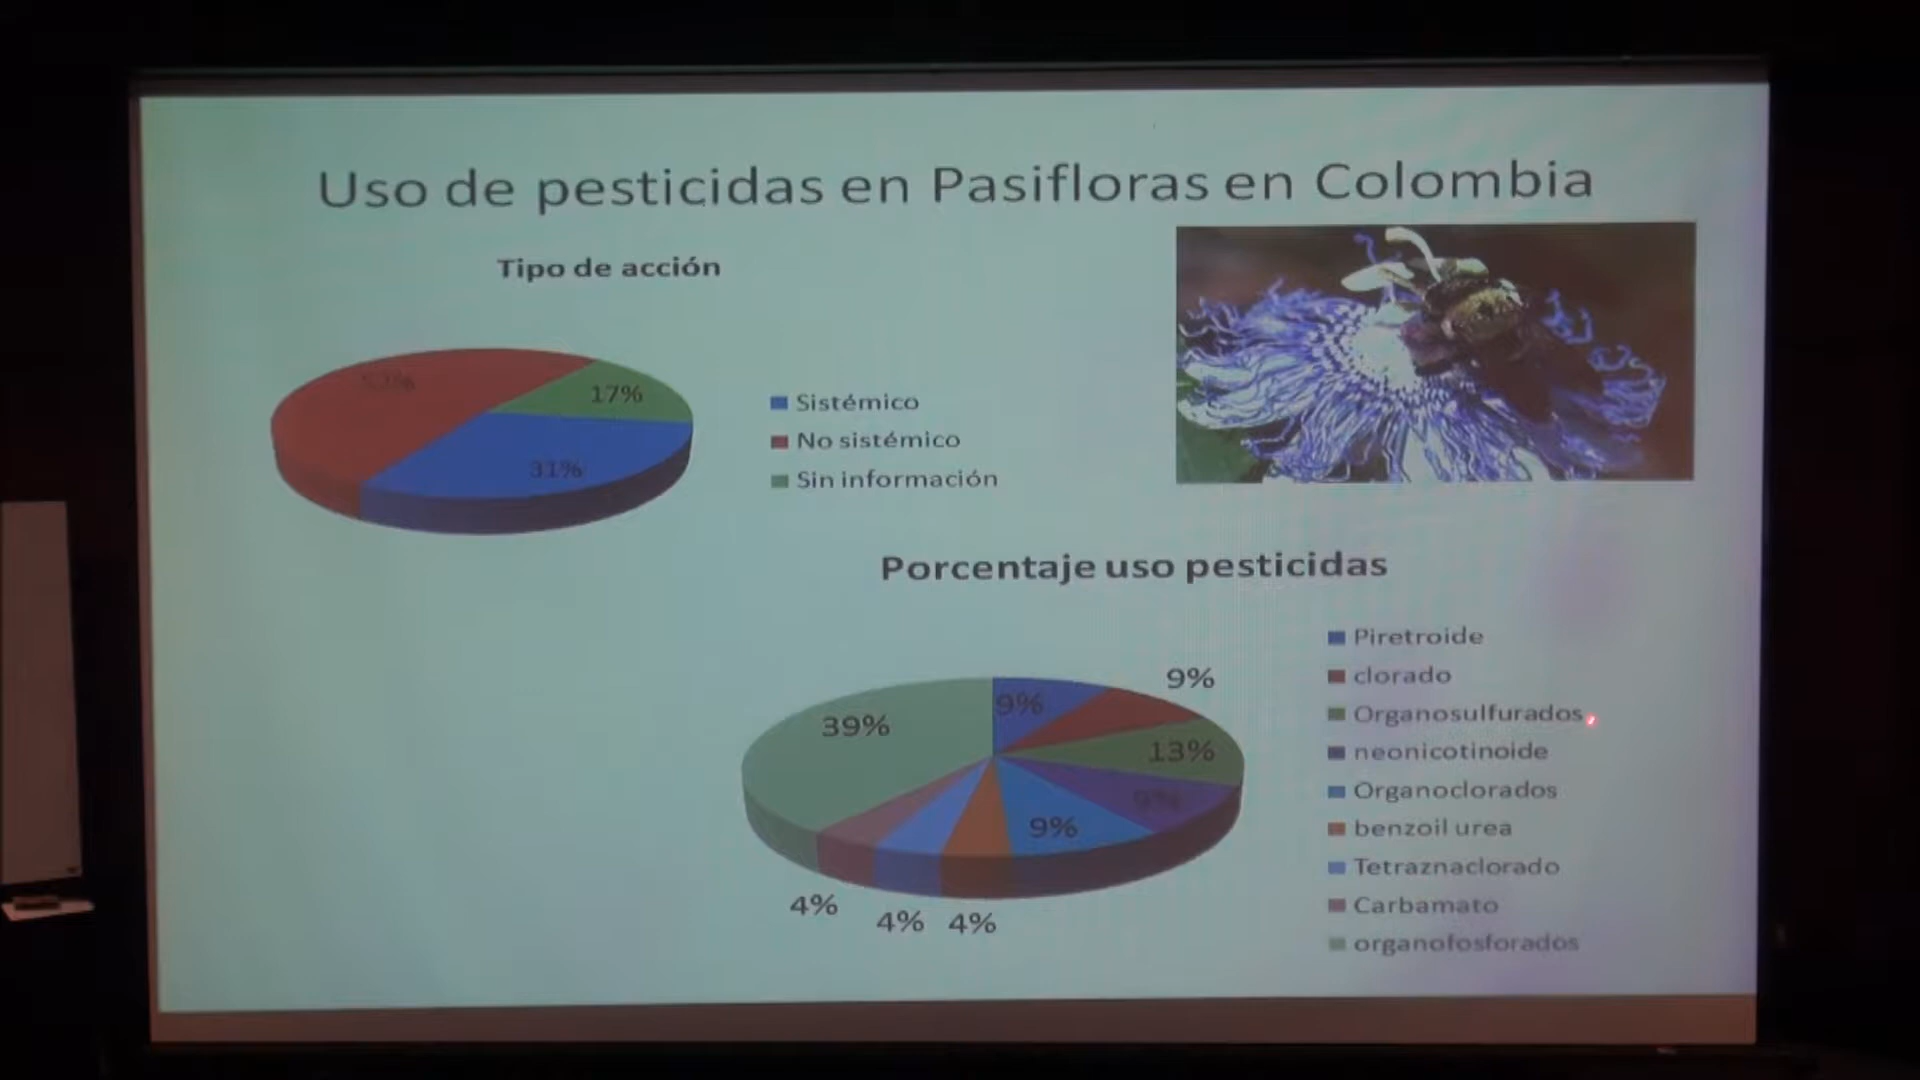 Uso de pesticidas en Pasifloras en Colombia
Tipo de acción
17%
31%
Sistémico
No sistémico
Sin información
Porcentaje uso pesticidas
9%
9%
39%
13%
9%
9%
4%
4%
4%
Piretroide
clorado
Organosulfurados
neonicotinoide
Organoclorados
benzoil urea
Tetraznaclorado
Carbamato
organofosforados